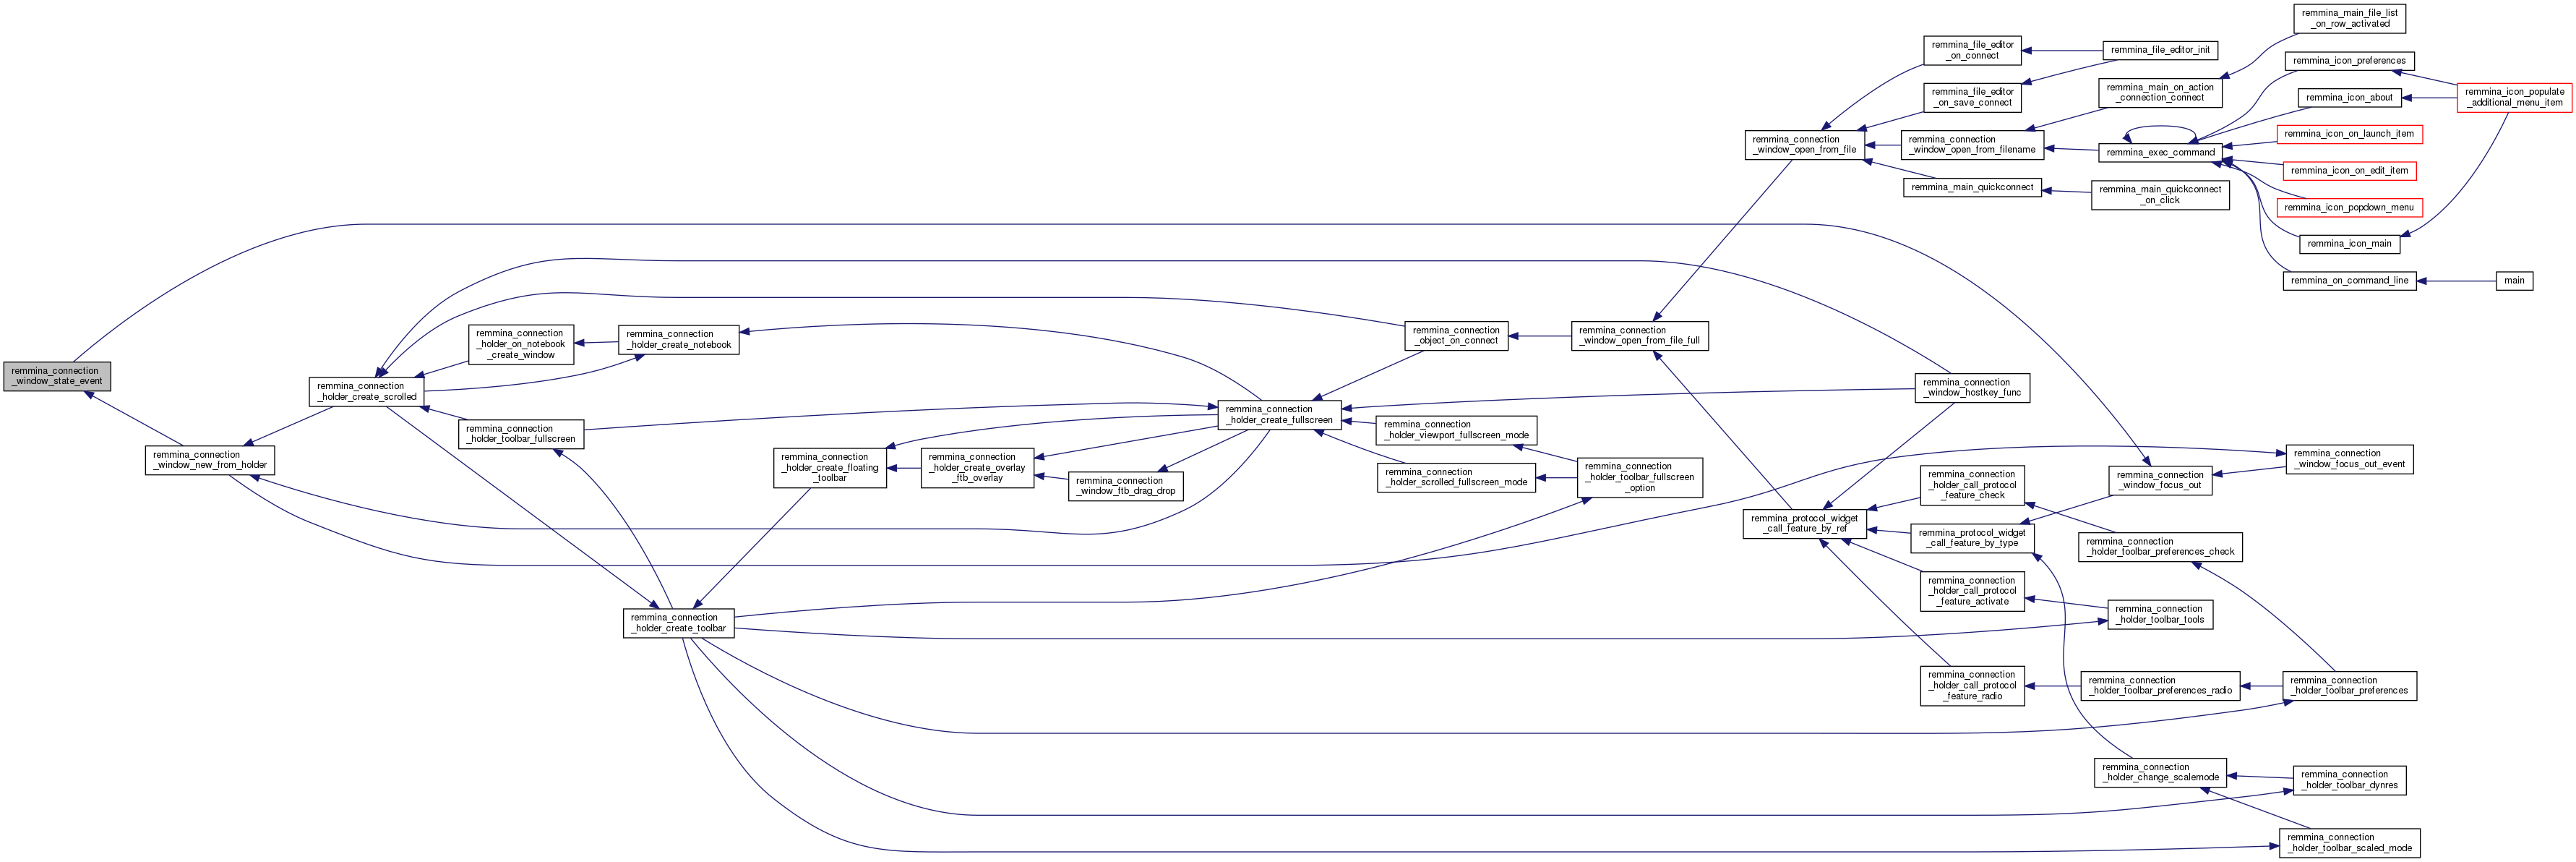 remmina_connection
_window_state_event
remmina_connection
_window_new_from_holder
remmina_connection
_holder_create_scrolled
remmina_connection
_holder_on_notebook
_create_window
remmina_connection
_holder_toolbar_fullscreen
remmina_connection
_holder_create_notebook
remmina_connection
_holder_create_toolbar
remmina_connection
_holder_create_floating
_toolbar
remmina_connection
_holder_create_overlay
_ftb_overlay
remmina_connection
_window_ftb_drag_drop
remmina_connection
_holder_create_fullscreen
remmina_connection
_object_on_connect
remmina_connection
_holder_viewport_fullscreen_mode
remmina_connection
_holder_scrolled_fullscreen_mode
remmina_connection
_window_open_from_file_full
remmina_connection
_holder_toolbar_fullscreen
_option
remmina_connection
_window_open_from_file
remmina_protocol_widget
_call_feature_by_ref
remmina_file_editor
_on_connect
remmina_file_editor
_on_save_connect
remmina_connection
_window_open_from_filename
remmina_main_quickconnect
remmina_connection
_window_hostkey_func
remmina_connection
_holder_call_protocol
_feature_check
remmina_protocol_widget
_call_feature_by_type
remmina_connection
_holder_call_protocol
_feature_activate
remmina_connection
_holder_call_protocol
_feature_radio
remmina_file_editor_init
remmina_main_on_action
_connection_connect
remmina_exec_command
remmina_main_quickconnect
_on_click
remmina_connection
_window_focus_out
remmina_connection
_holder_toolbar_preferences_check
remmina_connection
_holder_toolbar_tools
remmina_connection
_holder_toolbar_preferences_radio
remmina_connection
_holder_change_scalemode
remmina_main_file_list
_on_row_activated
remmina_icon_preferences
remmina_icon_about
remmina_icon_on_launch_item
remmina_icon_on_edit_item
remmina_icon_popdown_menu
remmina_icon_main
remmina_on_command_line
remmina_connection
_window_focus_out_event
remmina_connection
_holder_toolbar_preferences
remmina_connection
_holder_toolbar_dynres
remmina_connection
_holder_toolbar_scaled_mode
remmina_icon_populate
_additional_menu_item
main